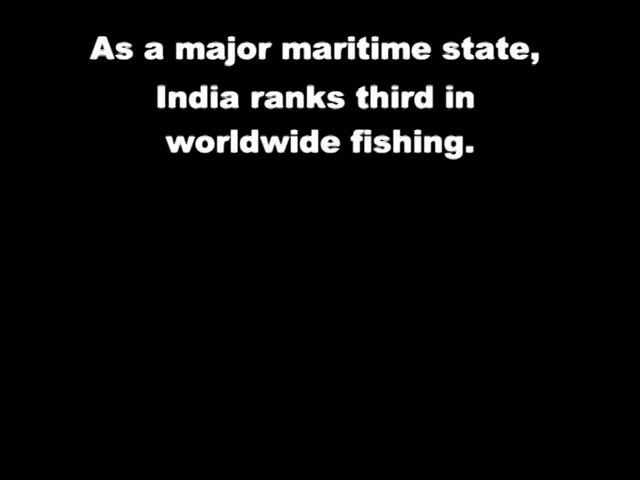 As a major maritime state,
India ranks third in
worldwide fishing.